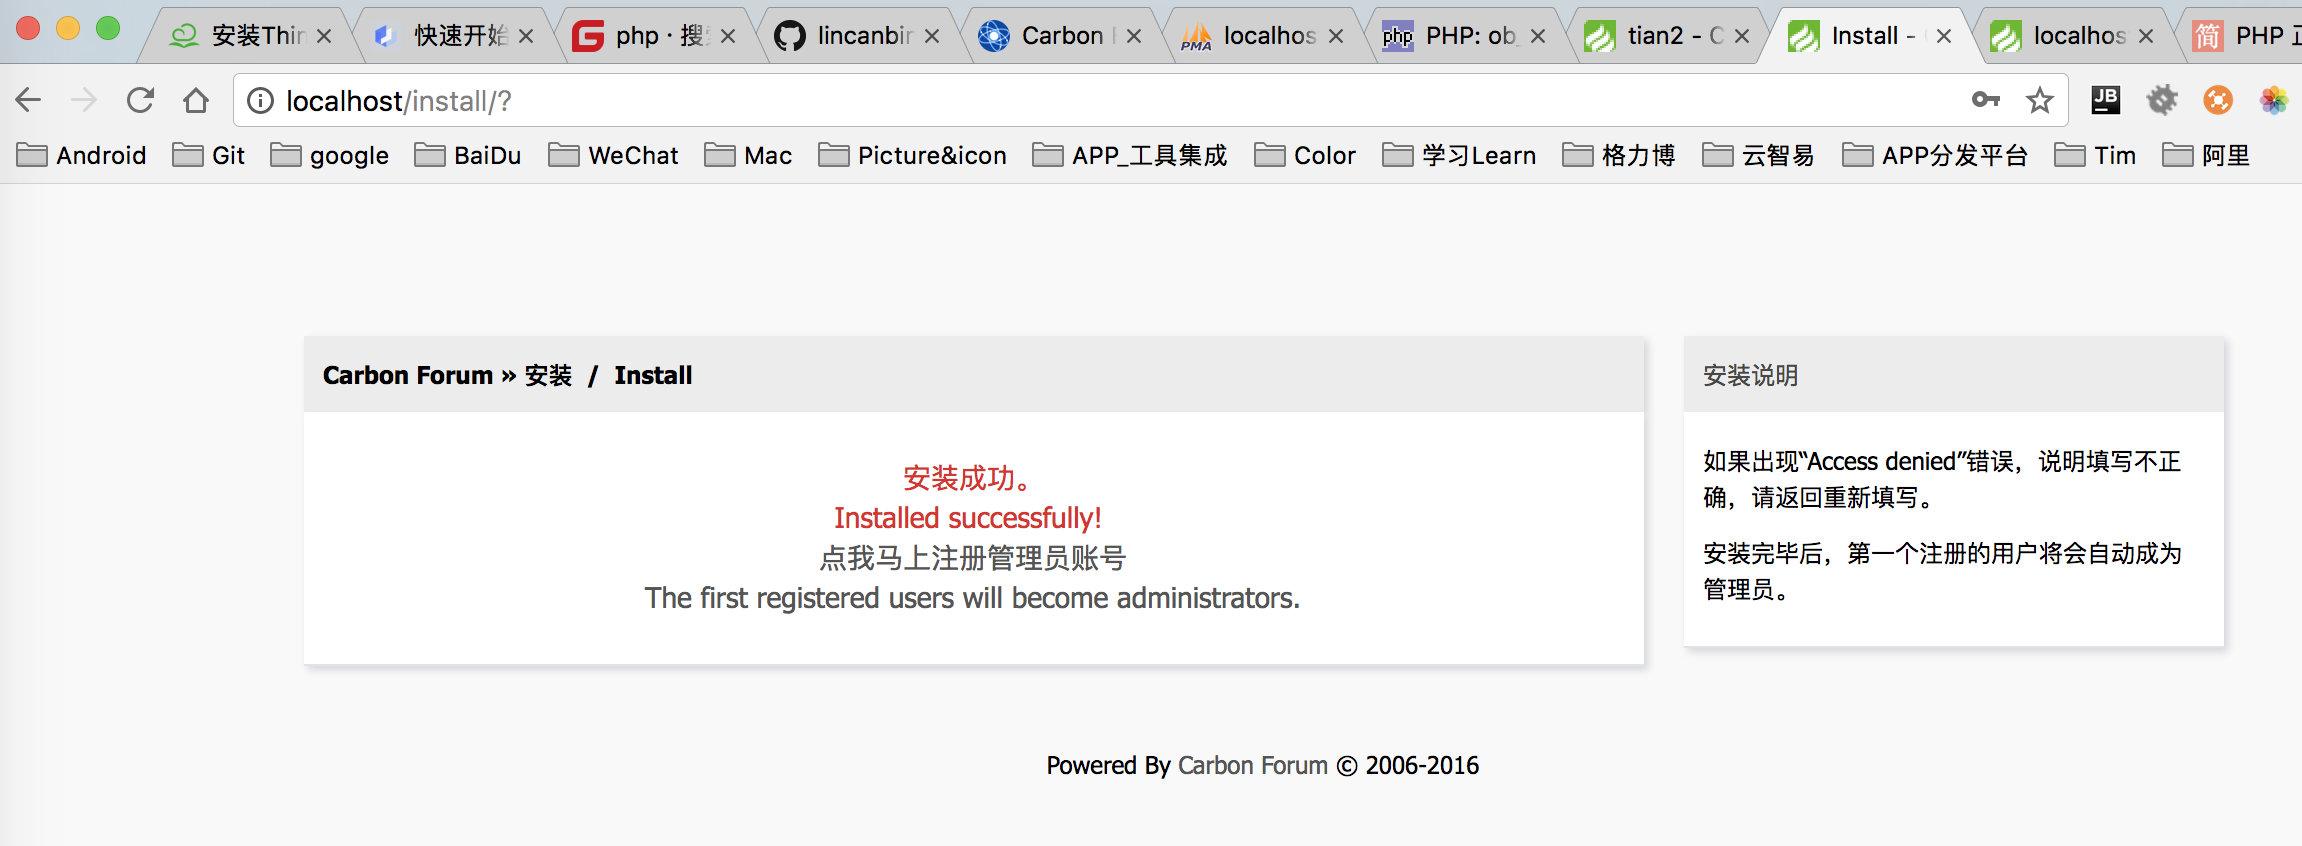 安装Thin
快速开始
php · 搜
lincanbin
Carbon
localhos
PHP: ob_
tian2 - C
Install -
localhos
PHP
localhost/install/?
Android Git google BaiDu WeChat Mac Picture&icon APP_工具集成 Color 学习Learn 格力博 云智易 APP分发平台 Tim 阿里
Carbon Forum » 安装 / Install
安装成功。
Installed successfully!
点我马上注册管理员账号
The first registered users will become administrators.
安装说明
如果出现“Access denied”错误，说明填写不正
确，请返回重新填写。
安装完毕后，第一个注册的用户将会自动成为
管理员。
Powered By Carbon Forum © 2006-2016